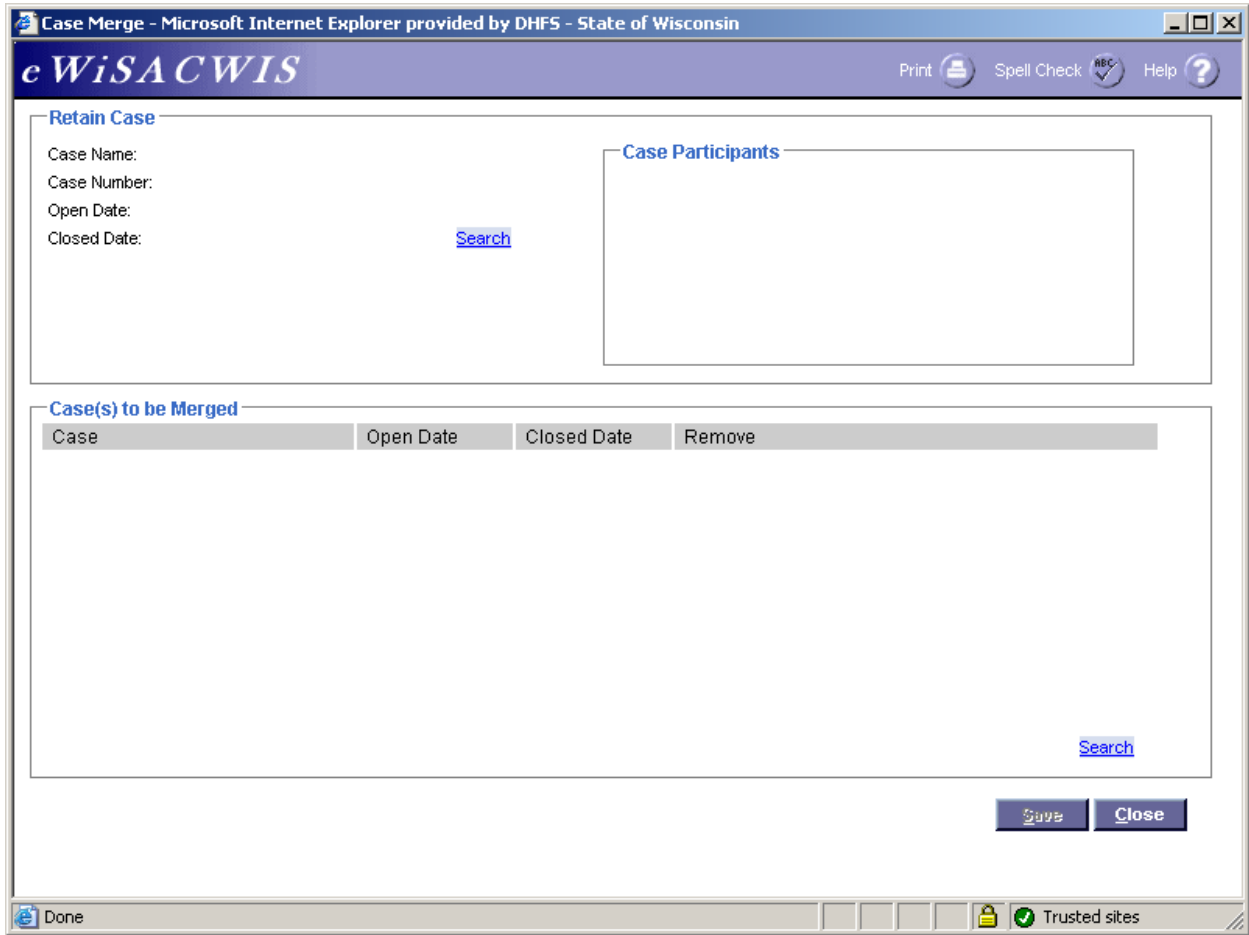 Case Merge - Microsoft Internet Explorer provided by DHFS - State of Wisconsin
e WiSACWIS
Print Spell Check ABC Help ?
Retain Case
Case Name:
Case Number:
Open Date:
Closed Date:
Search
Case Participants
Case(s) to be Merged
Case Open Date Closed Date Remove
Search
Save Close
Done Trusted sites